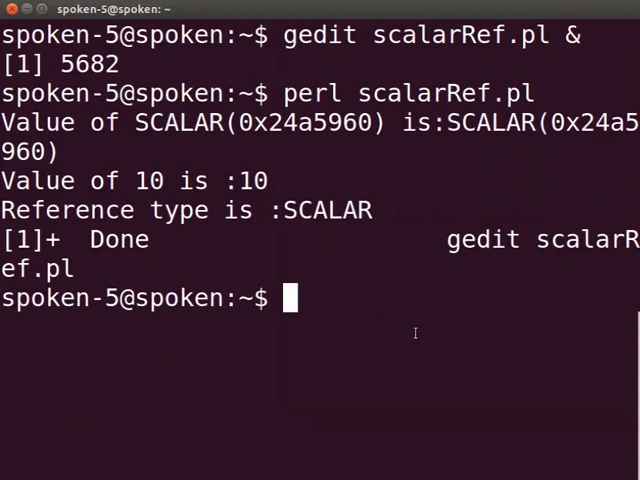 spoken-5@spoken: ~
spoken-5@spoken:~$ gedit scalarRef.pl &
[1] 5682
spoken-5@spoken:~$ perl scalarRef.pl
Value of SCALAR(0x24a5960) is:SCALAR(0x24a5
960)
Value of 10 is :10
Reference type is :SCALAR
[1]+  Done                    gedit scalarR
ef.pl
spoken-5@spoken:~$